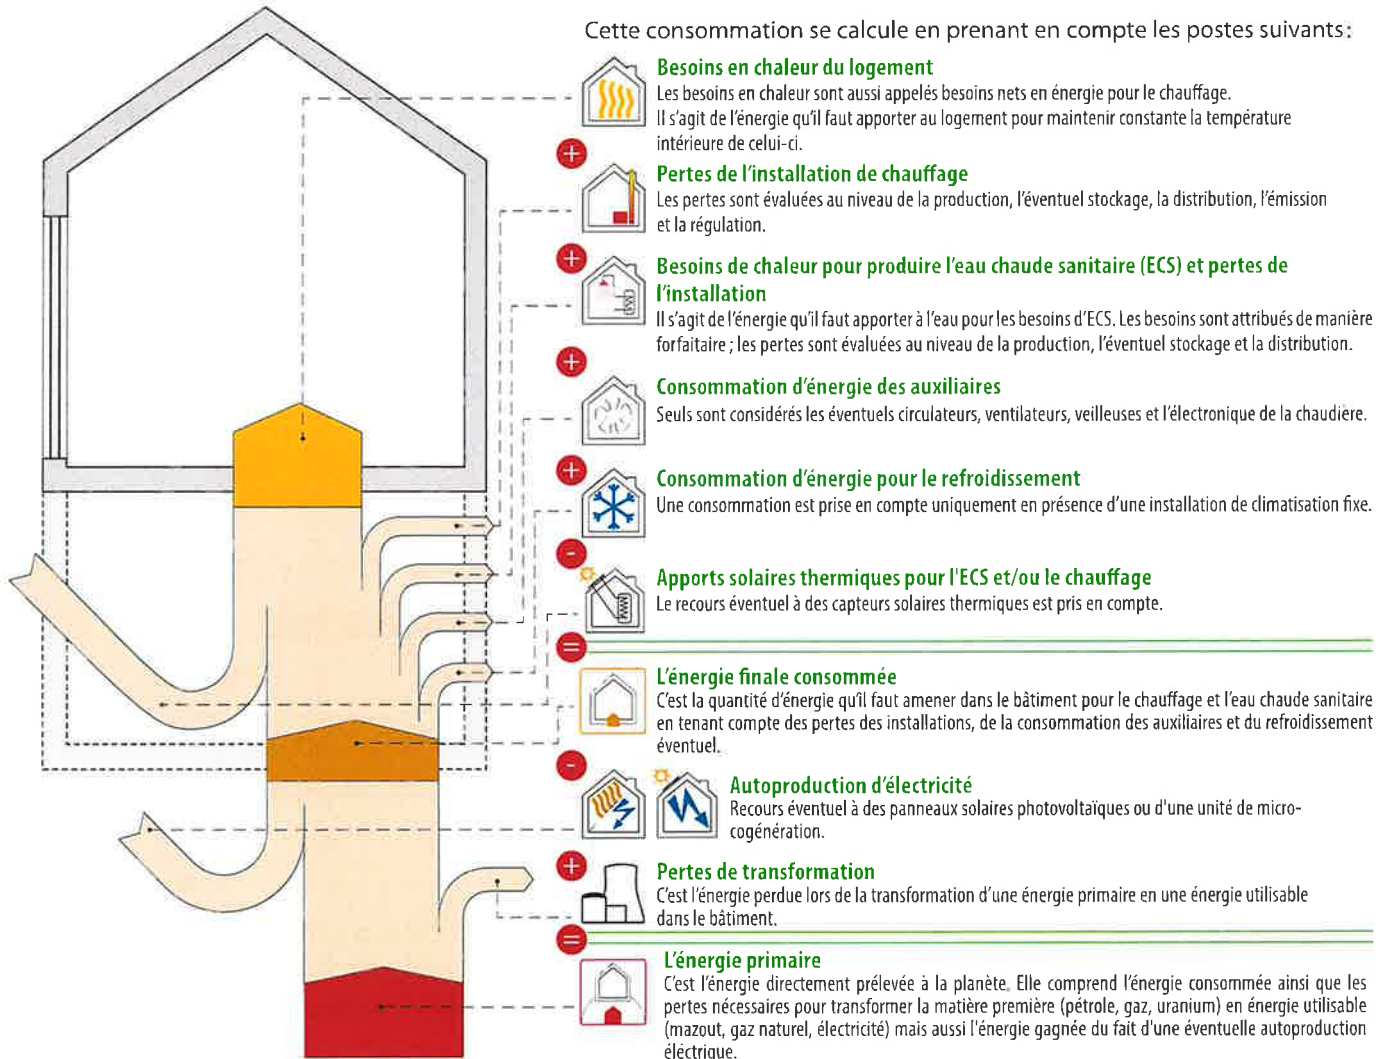 Cette consommation se calcule en prenant en compte les postes suivants:
Besoins en chaleur du logement
Les besoins en chaleur sont aussi appelés besoins nets en énergie pour le chauffage.
Il s'agit de l'énergie qu'il faut apporter au logement pour maintenir constante la température
intérieure de celui-ci.
+
Pertes de l'installation de chauffage
Les pertes sont évaluées au niveau de la production, l'éventuel stockage, la distribution, l'émission
et la régulation.
+
Besoins de chaleur pour produire l'eau chaude sanitaire (ECS) et pertes de
l'installation
Il s'agit de l'énergie qu'il faut apporter à l'eau pour les besoins d'ECS. Les besoins sont attribués de manière
forfaitaire ; les pertes sont évaluées au niveau de la production, l'éventuel stockage et la distribution.
+
Consommation d'énergie des auxiliaires
Seuls sont considérés les éventuels circulateurs, ventilateurs, veilleuses et l'électronique de la chaudière.
+
Consommation d'énergie pour le refroidissement
Une consommation est prise en compte uniquement en présence d'une installation de climatisation fixe.
-
Apports solaires thermiques pour l'ECS et/ou le chauffage
Le recours éventuel à des capteurs solaires thermiques est pris en compte.
=
L'énergie finale consommée
C'est la quantité d'énergie qu'il faut amener dans le bâtiment pour le chauffage et l'eau chaude sanitaire
en tenant compte des pertes des installations, de la consommation des auxiliaires et du refroidissement
éventuel.
-
Autoproduction d'électricité
Recours éventuel à des panneaux solaires photovoltaïques ou d'une unité de micro-
cogénération.
+
Pertes de transformation
C'est l'énergie perdue lors de la transformation d'une énergie primaire en une énergie utilisable
dans le bâtiment.
=
L'énergie primaire
C'est l'énergie directement prélevée à la planète. Elle comprend l'énergie consommée ainsi que les
pertes nécessaires pour transformer la matière première (pétrole, gaz, uranium) en énergie utilisable
(mazout, gaz naturel, électricité) mais aussi l'énergie gagnée du fait d'une éventuelle autoproduction
électrique.